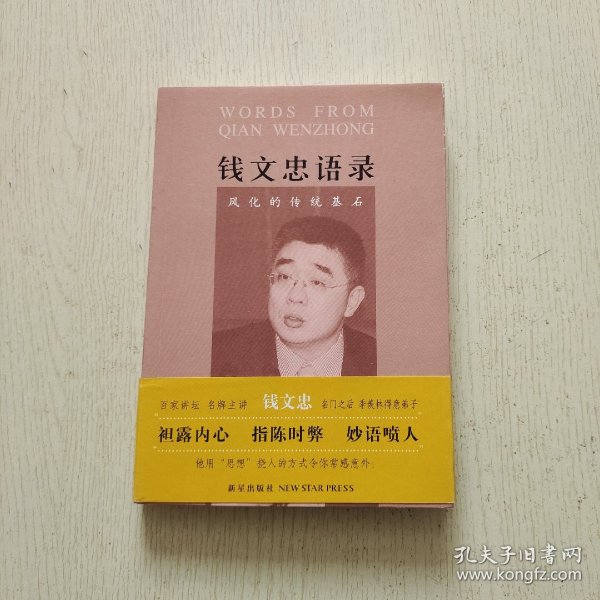 WORDS FROM
QIAN WENZHONG
钱文忠语录
风化的传统基石
百家讲坛 名牌主讲 钱文忠 名门之后 季羡林得意弟子
袒露内心 指陈时弊 妙语喷人
他用“思想”挠人的方式令你常感意外。
新星出版社 NEW STAR PRESS
孔夫子旧书网
www.kongfz.com